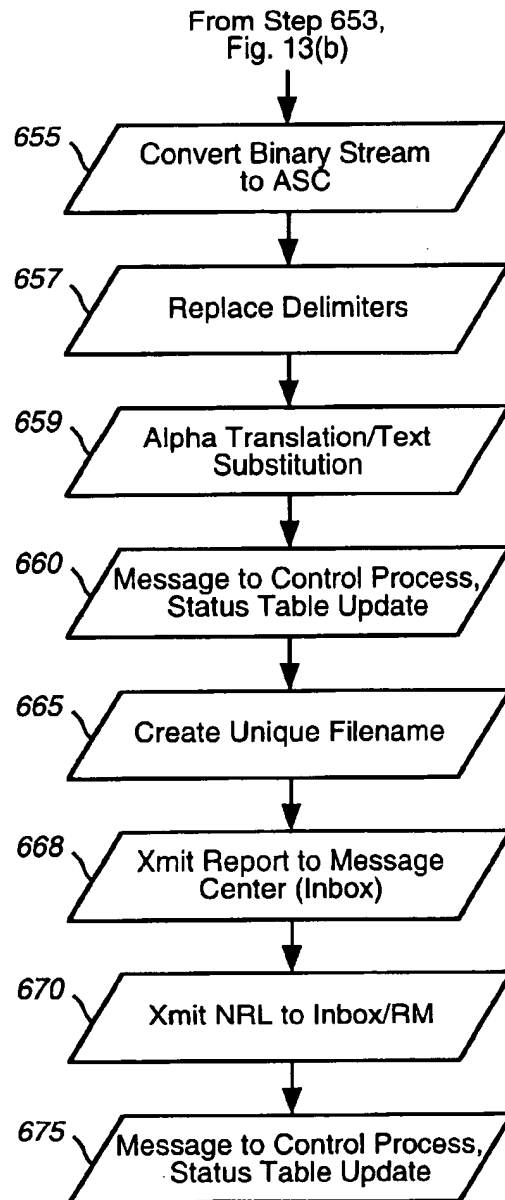 From Step 653,
Fig. 13(b)
655
Convert Binary Stream
to ASC
657
Replace Delimiters
659
Alpha Translation/Text
Substitution
660
Message to Control Process,
Status Table Update
665
Create Unique Filename
668
Xmit Report to Message
Center (Inbox)
670
Xmit NRL to Inbox/RM
675
Message to Control Process,
Status Table Update